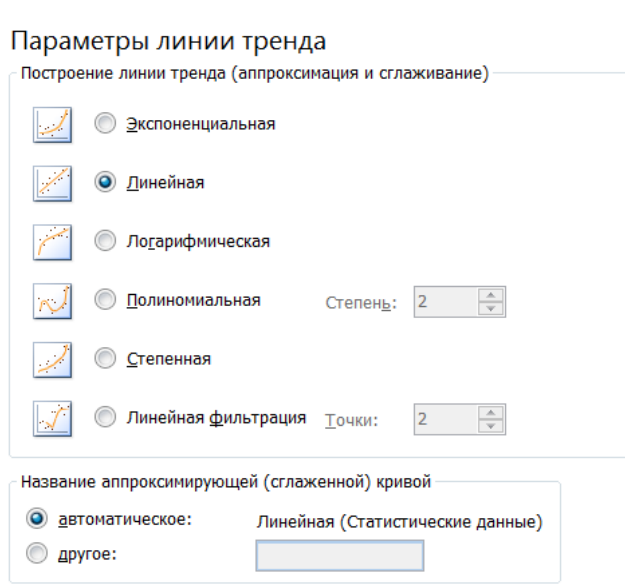 Параметры линии тренда
Построение линии тренда (аппроксимация и сглаживание)
Экспоненциальная
Линейная
Логарифмическая
Полиномиальная Степень: 2
Степенная
Линейная фильтрация Точки: 2
Название аппроксимирующей (сглаженной) кривой
автоматическое: Линейная (Статистические данные)
другое: